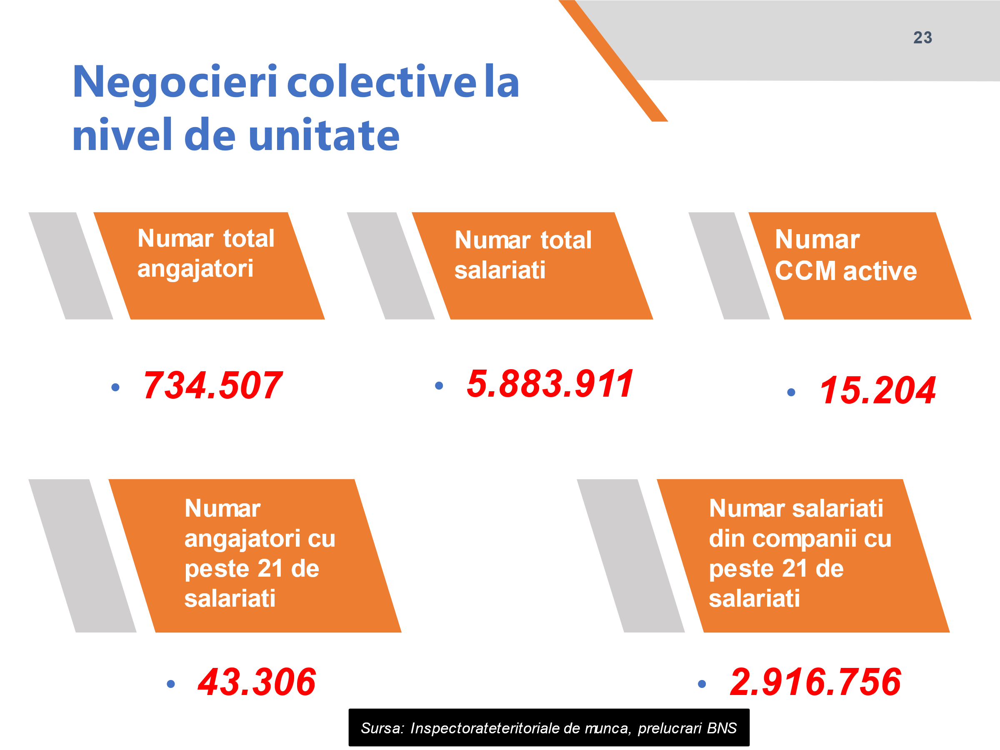 23
Negocieri colective la
nivel de unitate
Numar total
angajatori
Numar total
salariati
Numar
CCM active
• 734.507
• 5.883.911
• 15.204
Numar
angajatori cu
peste 21 de
salariati
Numar salariati
din companii cu
peste 21 de
salariati
• 43.306
• 2.916.756
Sursa: Inspectorateteritoriale de munca, prelucrari BNS